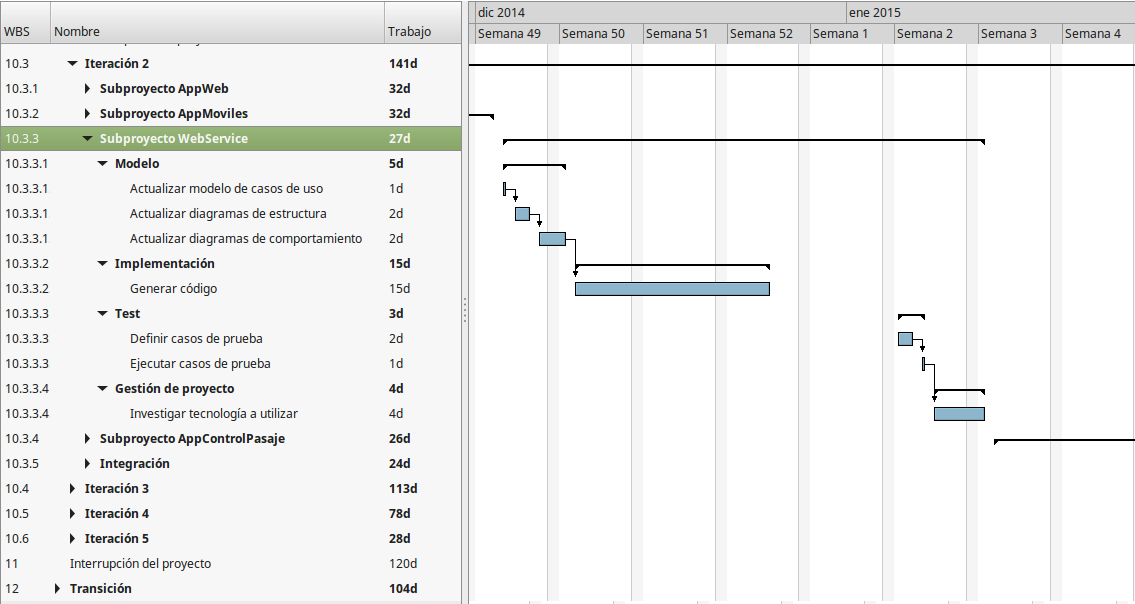 dic 2014 ene 2015
WBS Nombre Trabajo Semana 49 Semana 50 Semana 51 Semana 52 Semana 1 Semana 2 Semana 3 Semana 4
10.3 Iteración 2 141d
10.3.1 Subproyecto AppWeb 32d
10.3.2 Subproyecto AppMoviles 32d
10.3.3 Subproyecto WebService 27d
10.3.3.1 Modelo 5d
10.3.3.1 Actualizar modelo de casos de uso 1d
10.3.3.1 Actualizar diagramas de estructura 2d
10.3.3.1 Actualizar diagramas de comportamiento 2d
10.3.3.2 Implementación 15d
10.3.3.2 Generar código 15d
10.3.3.3 Test 3d
10.3.3.3 Definir casos de prueba 2d
10.3.3.3 Ejecutar casos de prueba 1d
10.3.3.4 Gestión de proyecto 4d
10.3.3.4 Investigar tecnología a utilizar 4d
10.3.4 Subproyecto AppControlPasaje 26d
10.3.5 Integración 24d
10.4 Iteración 3 113d
10.5 Iteración 4 78d
10.6 Iteración 5 28d
11 Interrupción del proyecto 120d
12 Transición 104d